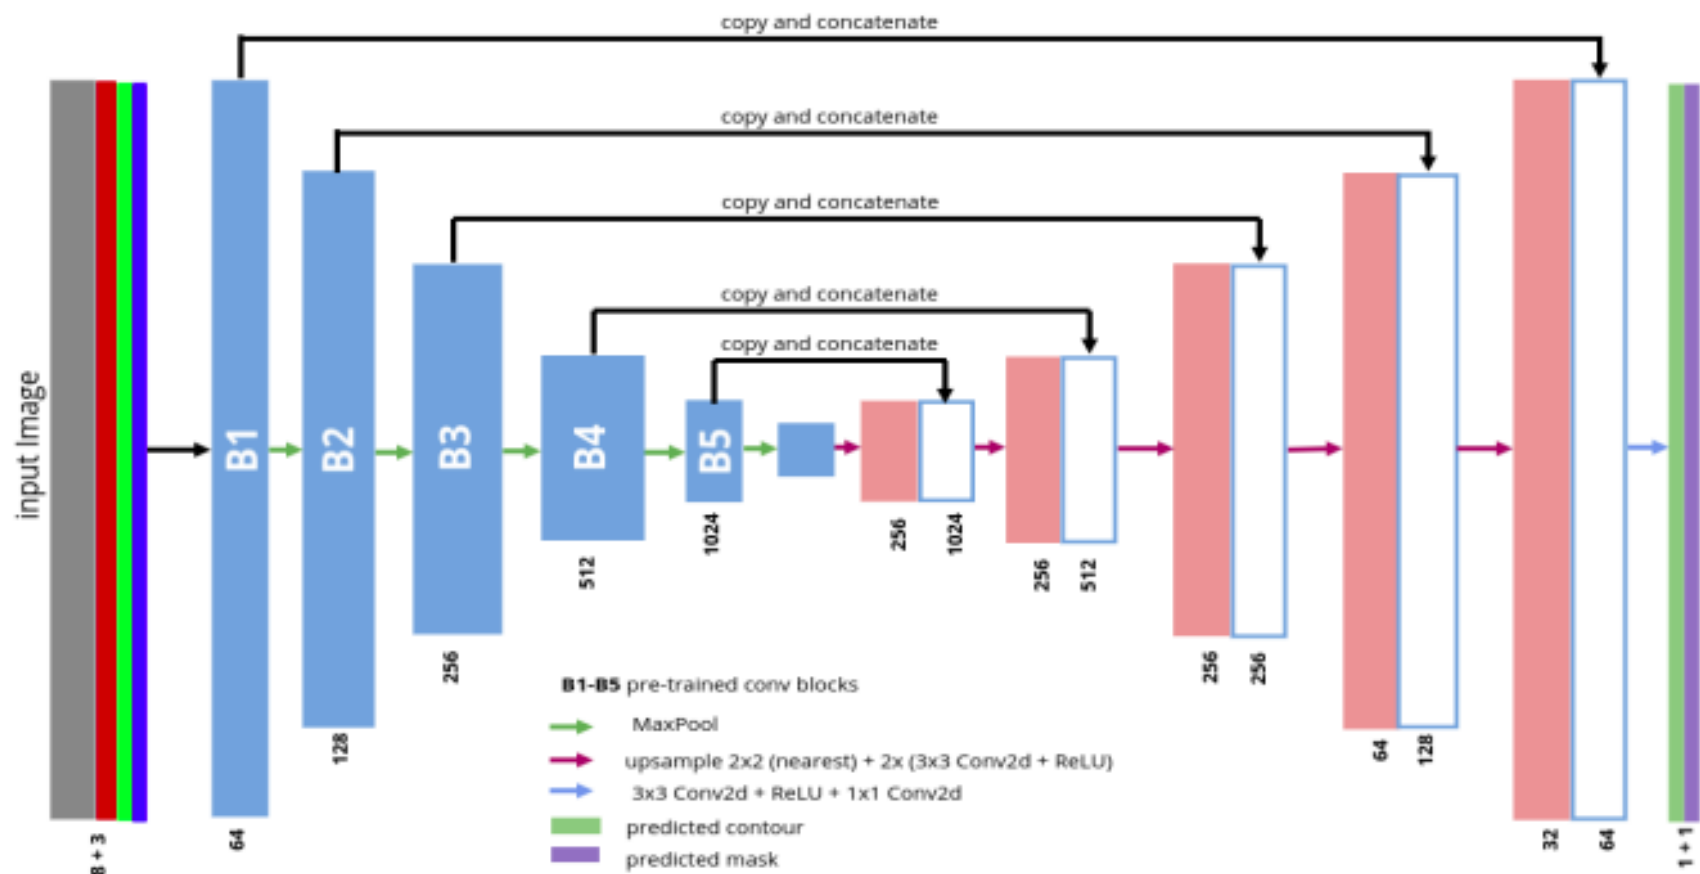 copy and concatenate
copy and concatenate
copy and concatenate
copy and concatenate
copy and concatenate
input Image
B1
B2
B3
B4
B5
8 + 3
64
128
256
512
1024
256
1024
256
512
256
256
64
128
32
64
1 + 1
B1-B5 pre-trained conv blocks
MaxPool
upsample 2x2 (nearest) + 2x (3x3 Conv2d + ReLU)
3x3 Conv2d + ReLU + 1x1 Conv2d
predicted contour
predicted mask